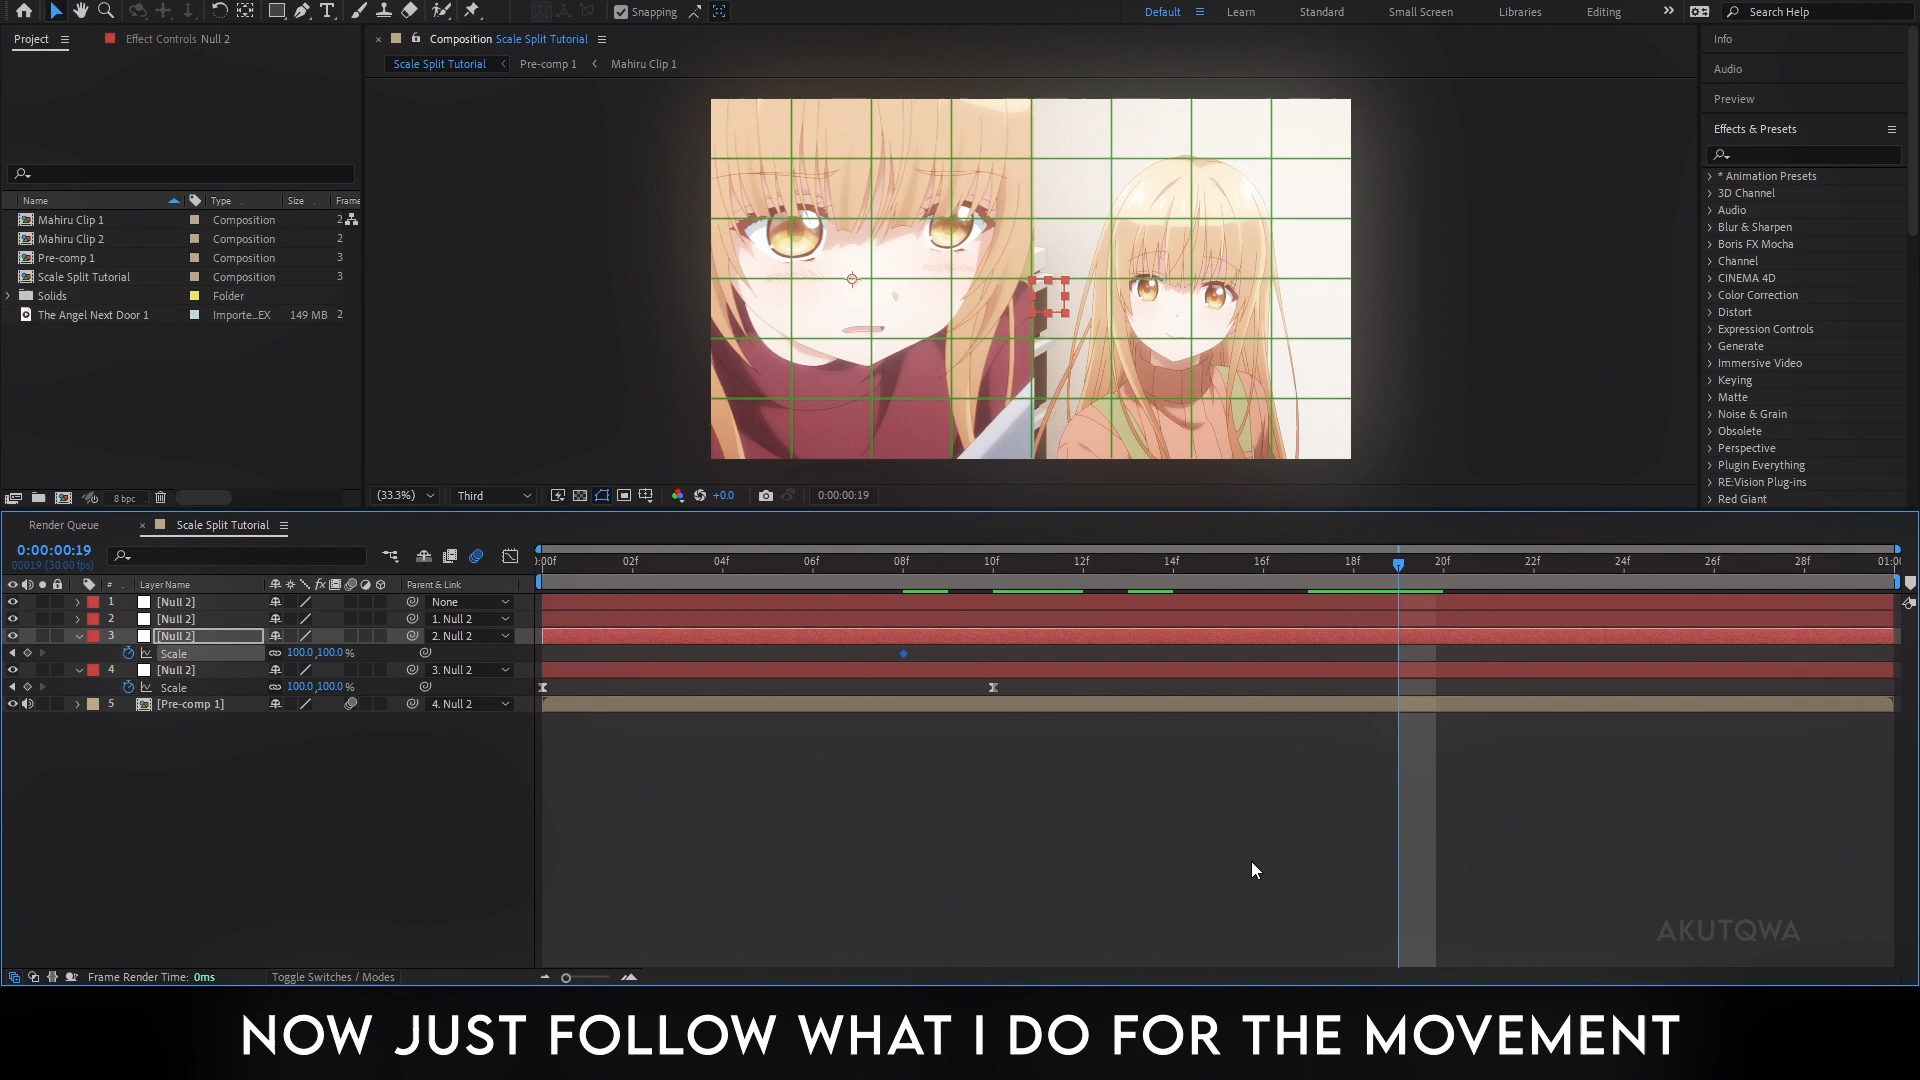 Snapping
Default
Learn
Standard
Small Screen
Libraries
Editing
Search Help
Project
Effect Controls Null 2
Composition Scale Split Tutorial
Scale Split Tutorial
Pre-comp 1
Mahiru Clip 1
Name
Type
Size
Frame
Mahiru Clip 1 Composition 2
Mahiru Clip 2 Composition 2
Pre-comp 1 Composition 3
Scale Split Tutorial Composition 3
Solids Folder
The Angel Next Door 1 Importe...EX 149 MB 2
8 bpc
(33.3%)
Third
+0.0
0:00:00:19
Info
Audio
Preview
Effects & Presets
* Animation Presets
3D Channel
Audio
Blur & Sharpen
Boris FX Mocha
Channel
CINEMA 4D
Color Correction
Distort
Expression Controls
Generate
Immersive Video
Keying
Matte
Noise & Grain
Obsolete
Perspective
Plugin Everything
RE:Vision Plug-ins
Red Giant
Render Queue
Scale Split Tutorial
0:00:00:19
00019 (30.00 fps)
# Layer Name
fx
Parent & Link
:00f 02f 04f 06f 08f 10f 12f 14f 16f 18f 20f 22f 24f 26f 28f 01:0
1 [Null 2] None
2 [Null 2] 1. Null 2
3 [Null 2] 2. Null 2
Scale 100.0,100.0 %
4 [Null 2] 3. Null 2
Scale 100.0,100.0 %
5 [Pre-comp 1] 4. Null 2
AKUTQWA
Frame Render Time: 0ms
Toggle Switches / Modes
NOW JUST FOLLOW WHAT I DO FOR THE MOVEMENT